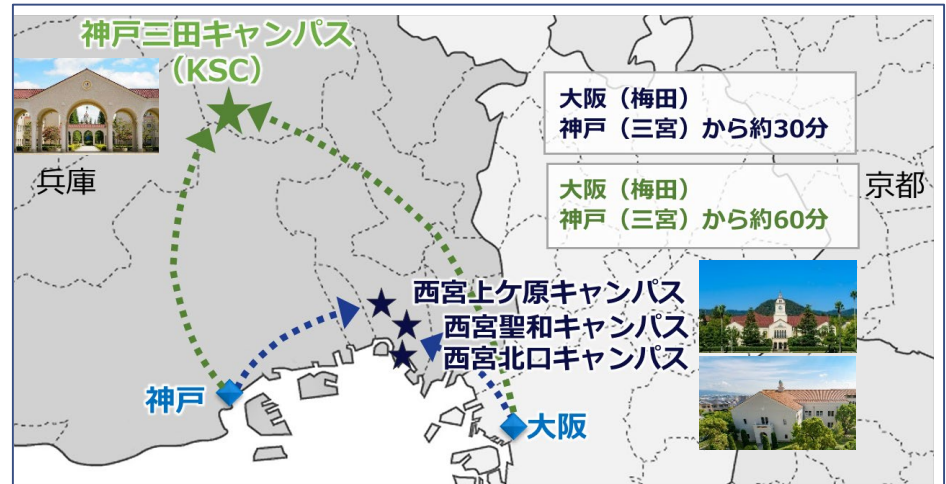 神戸三田キャンパス
（KSC）
兵庫
大阪（梅田）
神戸（三宮）から約30分
大阪（梅田）
神戸（三宮）から約60分
京都
西宮上ケ原キャンパス
西宮聖和キャンパス
西宮北口キャンパス
神戸
大阪